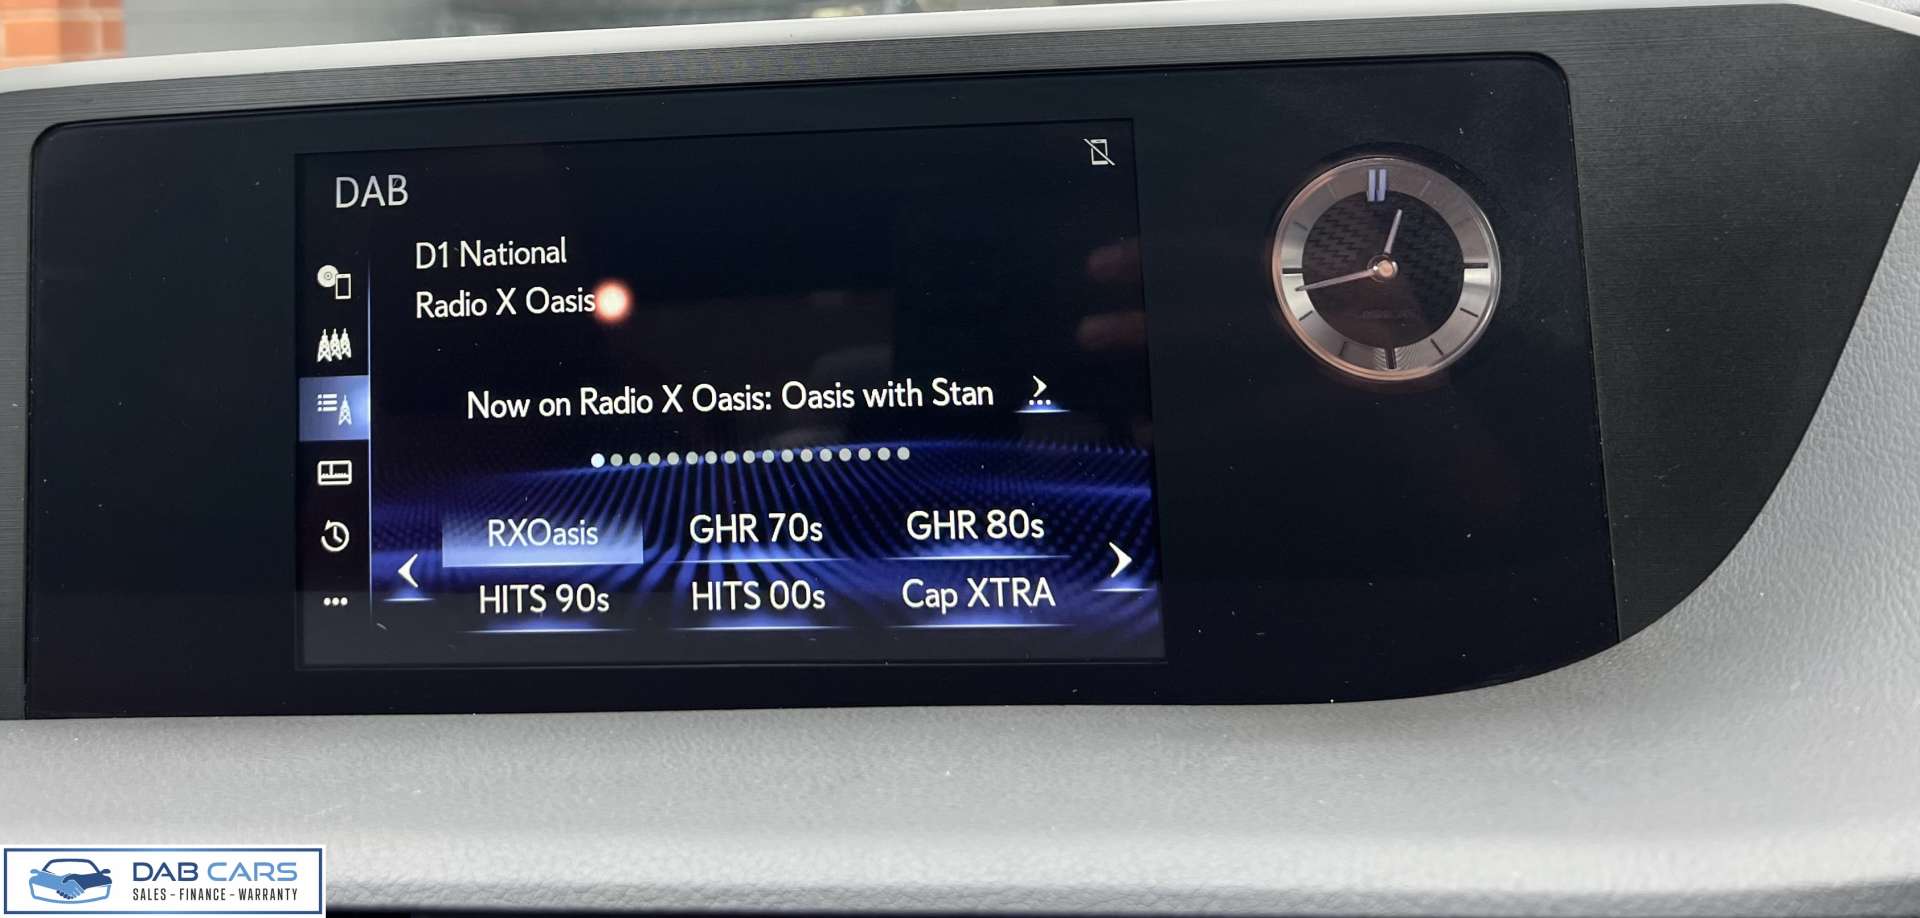 DAB
D1 National
Radio X Oasis
Now on Radio X Oasis: Oasis with Stan
RXOasis GHR 70s GHR 80s
HITS 90s HITS 00s Cap XTRA
DAB CARS
SALES - FINANCE - WARRANTY